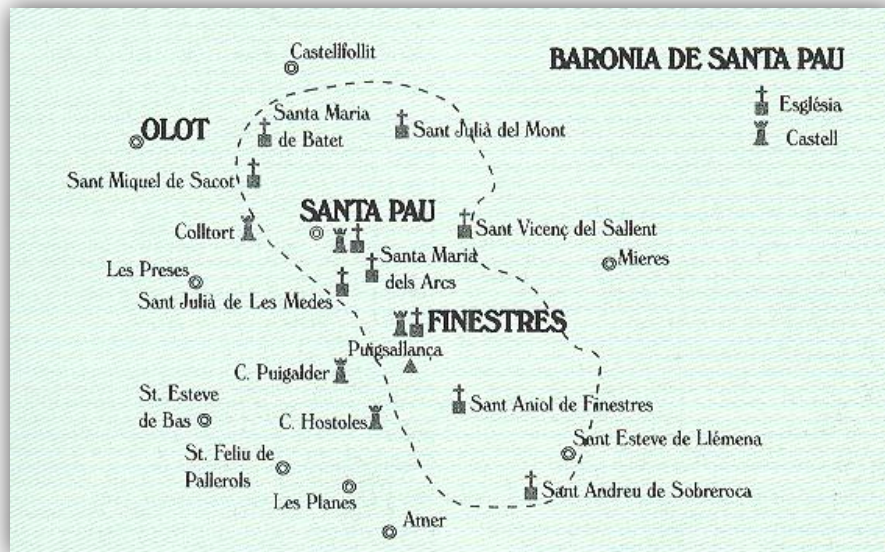 Castellfollit
BARONIA DE SANTA PAU
Església
Castell
OLOT
Santa Maria
de Batet
Sant Julià del Mont
Sant Miquel de Sacot
SANTA PAU
Colltort
Sant Vicenç del Sallent
Santa Maria
dels Arcs
Mieres
Les Preses
Sant Julià de Les Medes
FINESTRES
Puigsallança
C. Puigalder
St. Esteve
de Bas
C. Hostoles
Sant Aniol de Finestres
Sant Esteve de Llémena
St. Feliu de
Pallerols
Les Planes
Sant Andreu de Sobreroca
Amer